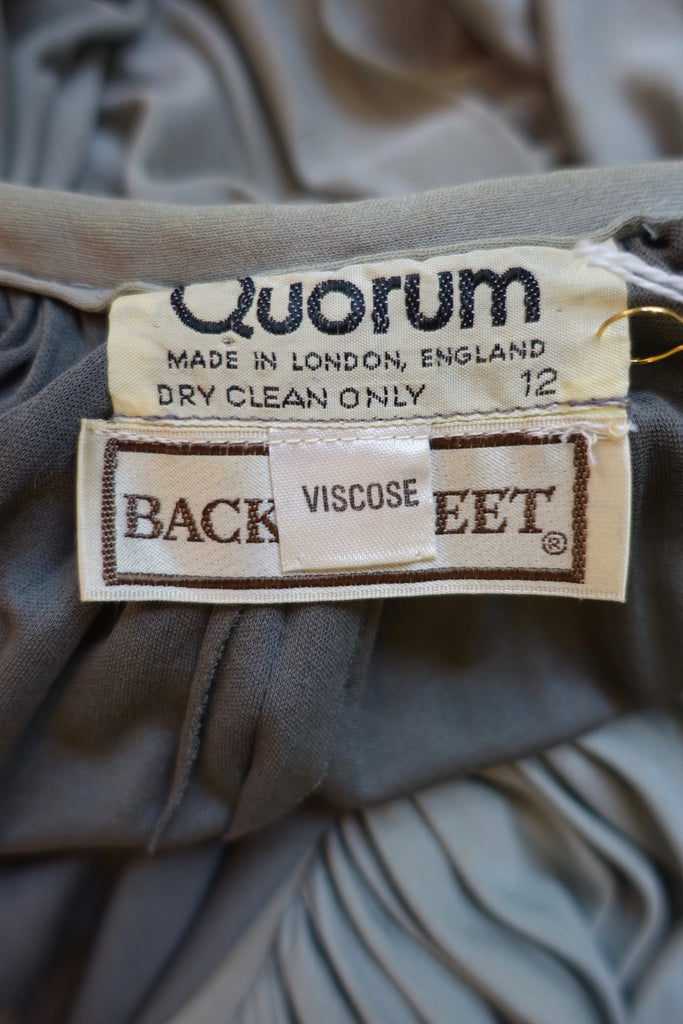 Quorum
MADE IN LONDON, ENGLAND
DRY CLEAN ONLY 12
BACK EET ®
VISCOSE